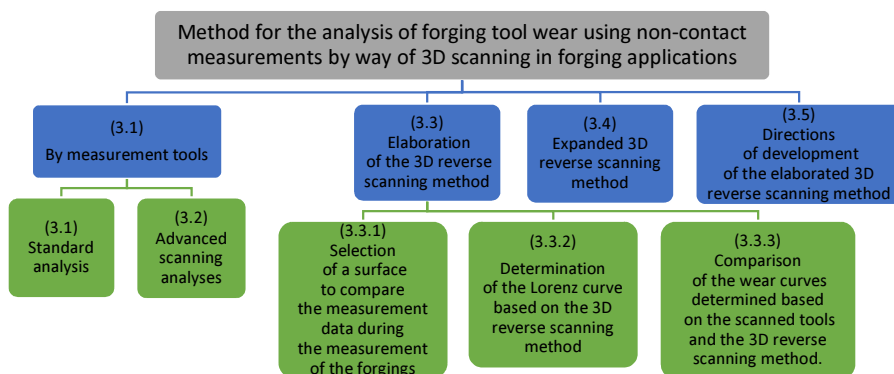 Method for the analysis of forging tool wear using non-contact
measurements by way of 3D scanning in forging applications
(3.1)
By measurement tools
(3.3)
Elaboration
of the 3D reverse
scanning method
(3.4)
Expanded 3D
reverse scanning
method
(3.5)
Directions
of development
of the elaborated 3D
reverse scanning method
(3.1)
Standard
analysis
(3.2)
Advanced
scanning
analyses
(3.3.1)
Selection
of a surface
to compare
the measurement
data during
the measurement
of the forgings
(3.3.2)
Determination
of the Lorenz curve
based on the 3D
reverse scanning
method
(3.3.3)
Comparison
of the wear curves
determined based
on the scanned tools
and the 3D reverse
scanning method.